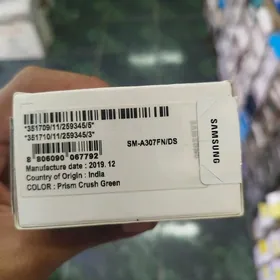 *351709/11/259345/5*
*351710/11/259345/3*
8 806090 067792
SM-A307FN/DS
Manufacture date : 2019. 12
Country of Origin : India
COLOR : Prism Crush Green
SAMSUNG
SAMSUNG